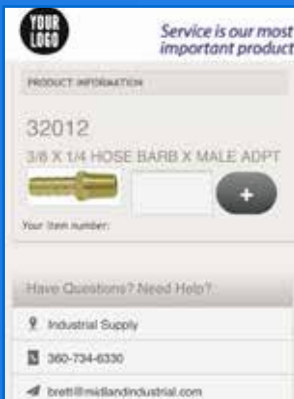 YOUR
LOGO
Service is our most
important product
PRODUCT INFORMATION
32012
3/8 X 1/4 HOSE BARB X MALE ADPT
+
Your item number:
Have Questions? Need Help?
Industrial Supply
360-734-6330
brett@midlandindustrial.com